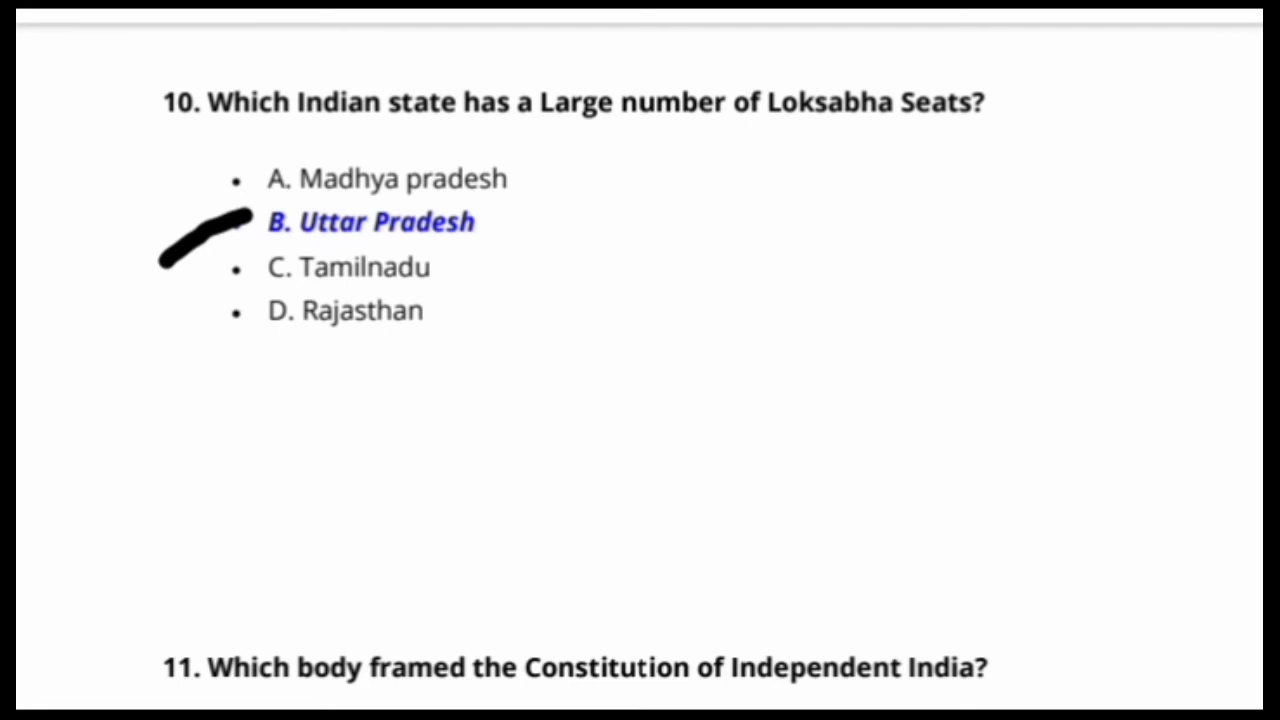 10. Which Indian state has a Large number of Loksabha Seats?
• A. Madhya pradesh
B. Uttar Pradesh
• C. Tamilnadu
• D. Rajasthan
11. Which body framed the Constitution of Independent India?